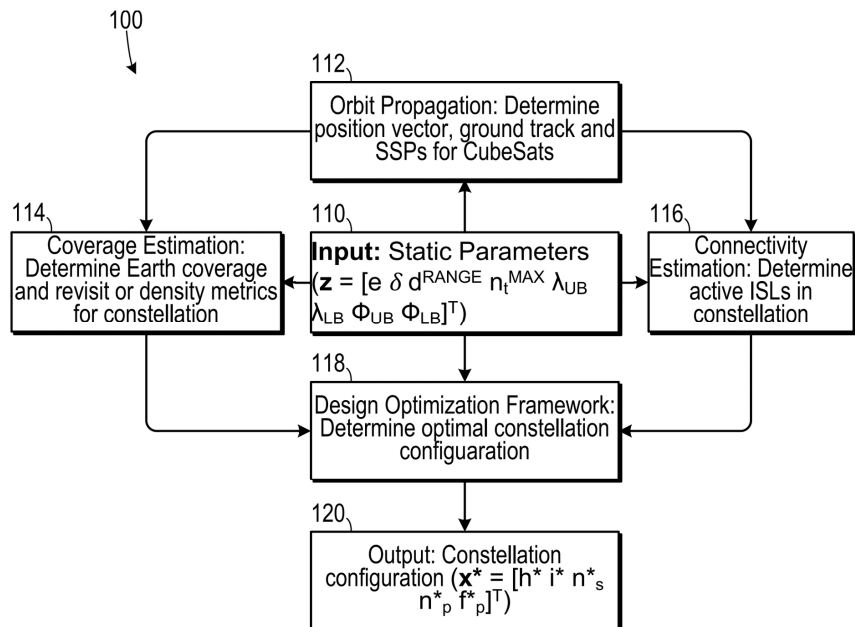 100
112
Orbit Propagation: Determine
position vector, ground track and
SSPs for CubeSats
114
Coverage Estimation:
Determine Earth coverage
and revisit or density metrics
for constellation
110
Input: Static Parameters
(z = [e δ d^RANGE n_t^MAX λ_UB
λ_LB Φ_UB Φ_LB]^T)
116
Connectivity
Estimation: Determine
active ISLs in
constellation
118
Design Optimization Framework:
Determine optimal constellation
configuaration
120
Output: Constellation
configuration (x* = [h* i* n*_s
n*_p f*_p]^T)